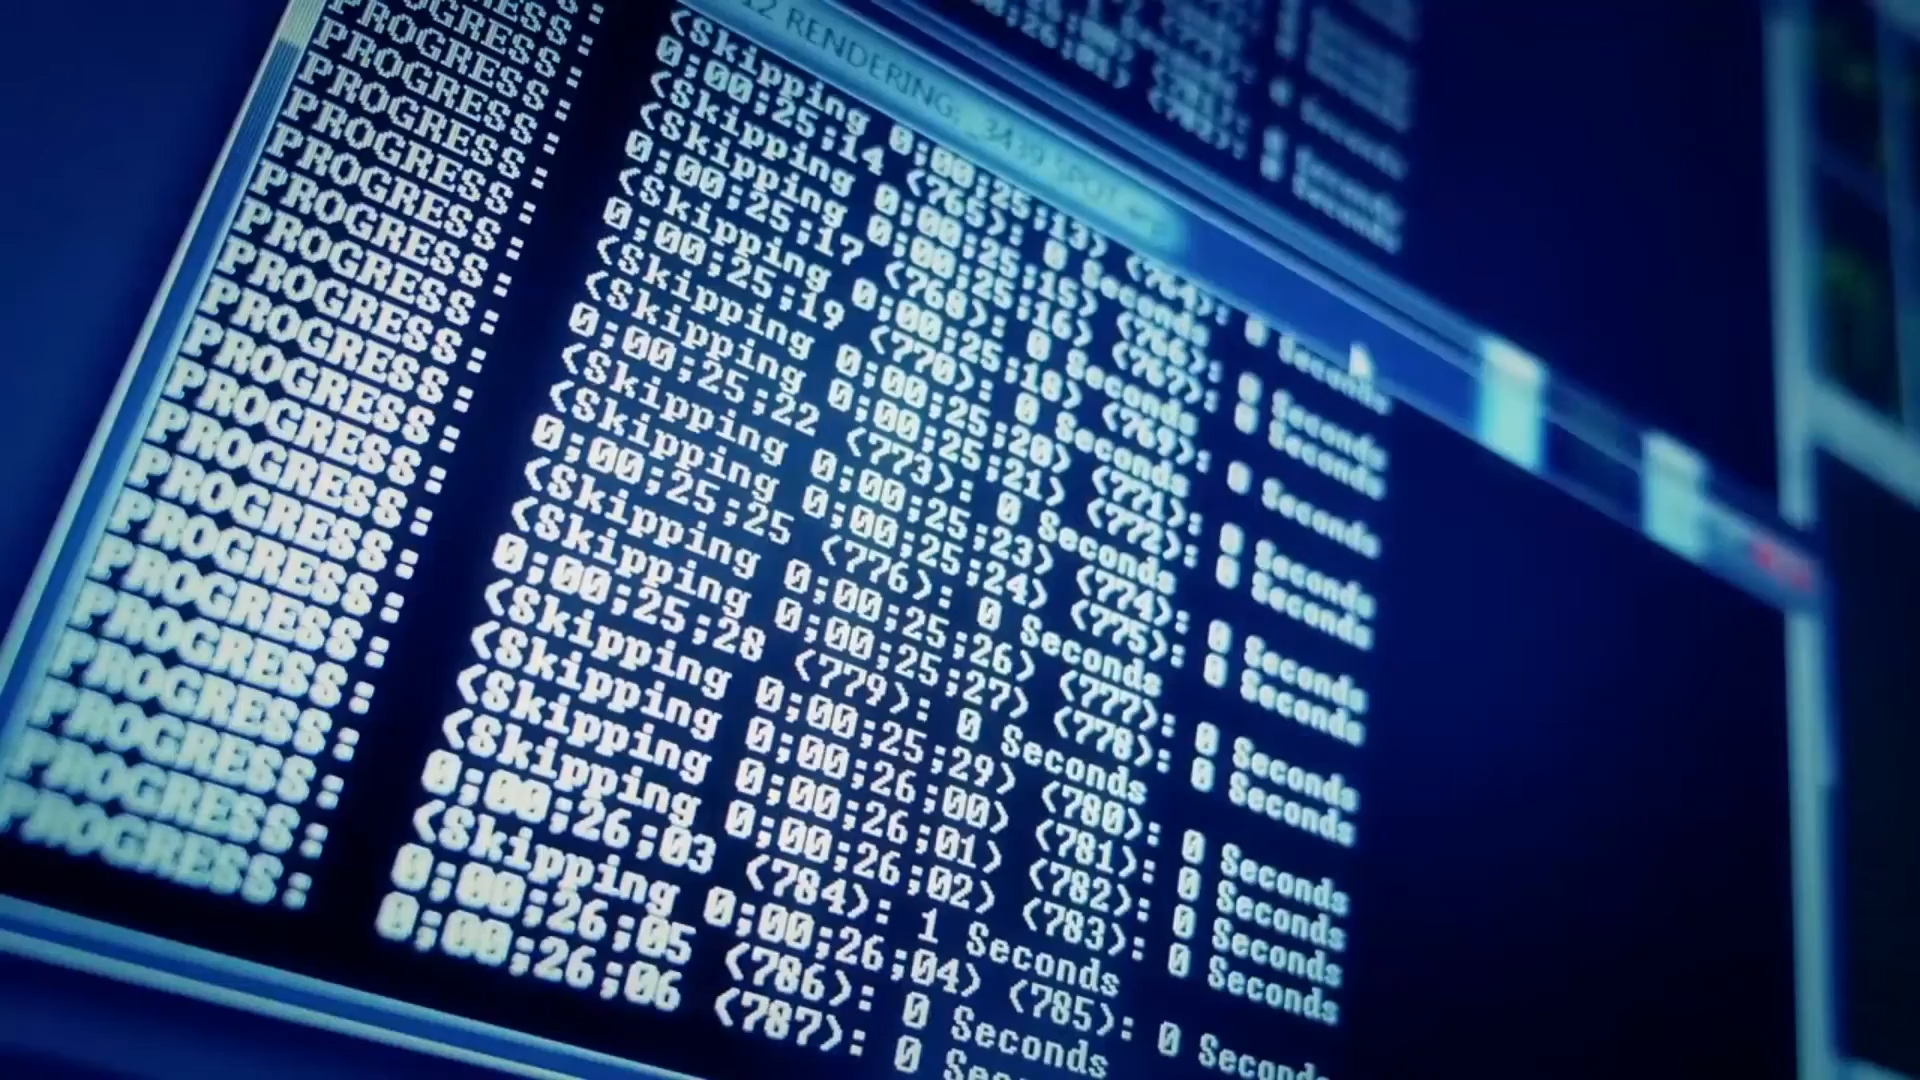 12 RENDERING: _3439 SPOT
PROGRESS: <Skipping 0;00;25;13> <764>: 0 Seconds
PROGRESS: 0;00;25;14 <765>: 0 Seconds
PROGRESS: <Skipping 0;00;25;15> <766>: 0 Seconds
PROGRESS: <Skipping 0;00;25;16> <767>: 0 Seconds
PROGRESS: 0;00;25;17 <768>: 0 Seconds
PROGRESS: <Skipping 0;00;25;18> <769>: 0 Seconds
PROGRESS: 0;00;25;19 <770>: 0 Seconds
PROGRESS: <Skipping 0;00;25;20> <771>: 0 Seconds
PROGRESS: <Skipping 0;00;25;21> <772>: 0 Seconds
PROGRESS: 0;00;25;22 <773>: 0 Seconds
PROGRESS: <Skipping 0;00;25;23> <774>: 0 Seconds
PROGRESS: <Skipping 0;00;25;24> <775>: 0 Seconds
PROGRESS: 0;00;25;25 <776>: 0 Seconds
PROGRESS: <Skipping 0;00;25;26> <777>: 0 Seconds
PROGRESS: <Skipping 0;00;25;27> <778>: 0 Seconds
PROGRESS: 0;00;25;28 <779>: 0 Seconds
PROGRESS: <Skipping 0;00;25;29> <780>: 0 Seconds
PROGRESS: <Skipping 0;00;26;00> <781>: 0 Seconds
PROGRESS: <Skipping 0;00;26;01> <782>: 0 Seconds
PROGRESS: <Skipping 0;00;26;02> <783>: 0 Seconds
PROGRESS: 0;00;26;03 <784>: 1 Seconds
PROGRESS: <Skipping 0;00;26;04> <785>: 0 Seconds
PROGRESS: 0;00;26;05 <786>: 0 Seconds
PROGRESS: 0;00;26;06 <787>: 0 Sec